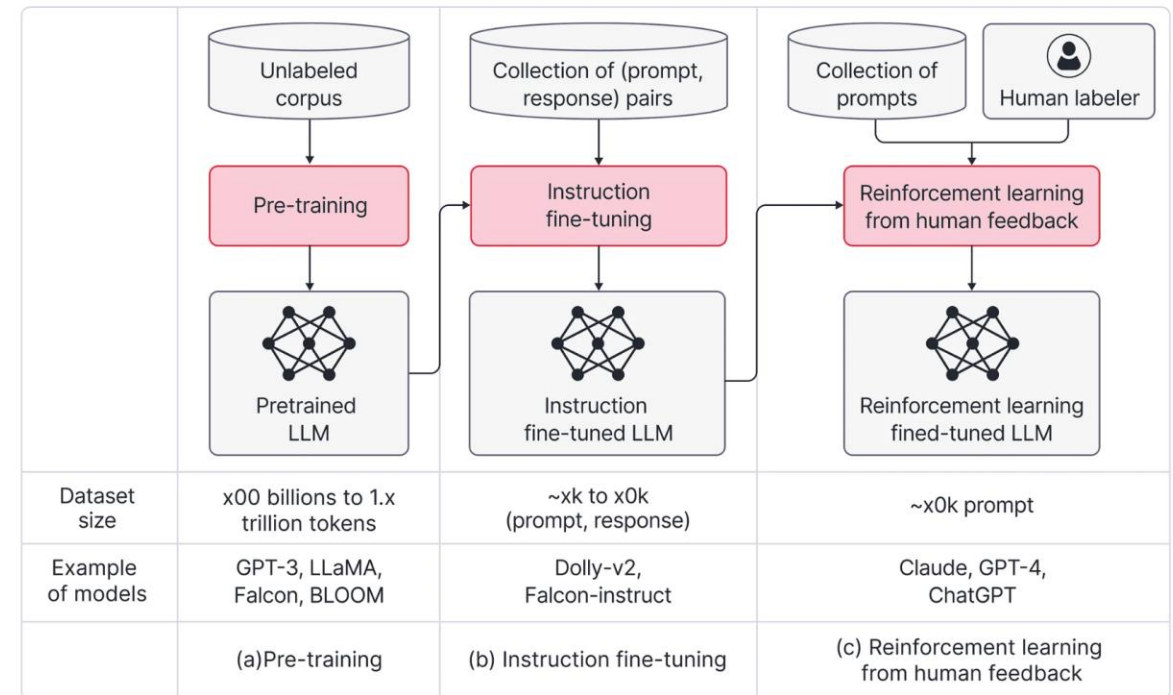 Unlabeled
corpus
Collection of (prompt,
response) pairs
Collection of
prompts
Human labeler
Pre-training
Instruction
fine-tuning
Reinforcement learning
from human feedback
Pretrained
LLM
Instruction
fine-tuned LLM
Reinforcement learning
fined-tuned LLM
Dataset
size
x00 billions to 1.x
trillion tokens
~xk to x0k
(prompt, response)
~x0k prompt
Example
of models
GPT-3, LLaMA,
Falcon, BLOOM
Dolly-v2,
Falcon-instruct
Claude, GPT-4,
ChatGPT
(a)Pre-training
(b) Instruction fine-tuning
(c) Reinforcement learning
from human feedback